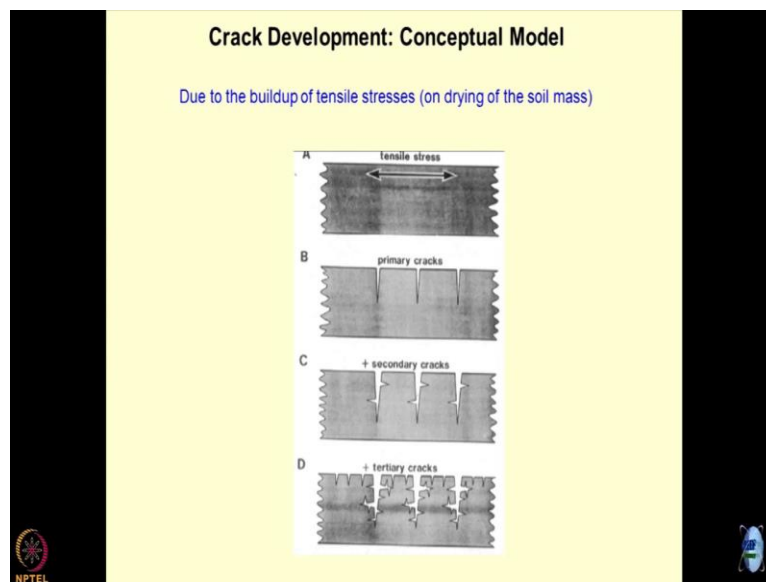 Crack Development: Conceptual Model
Due to the buildup of tensile stresses (on drying of the soil mass)
A
tensile stress
B
primary cracks
C
+ secondary cracks
D
+ tertiary cracks
NPTEL